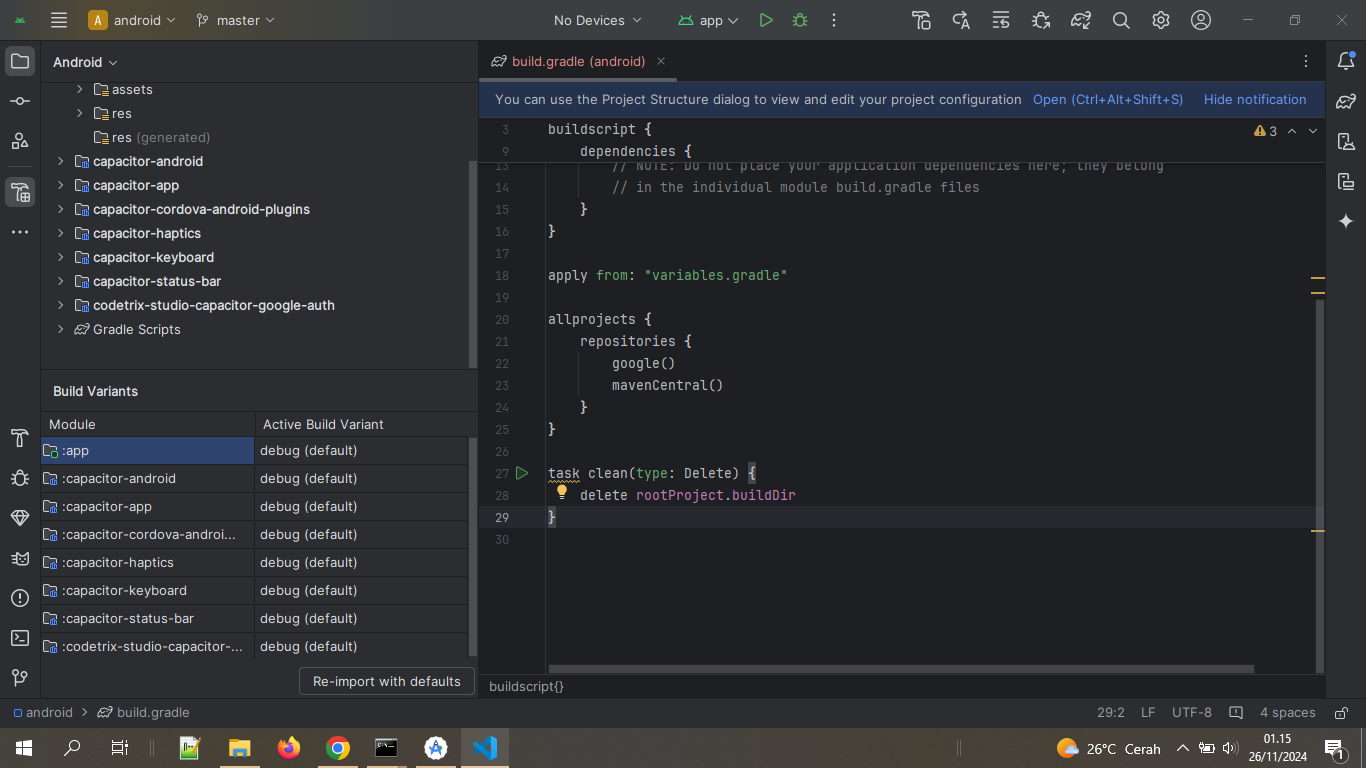 A android master No Devices app
Android
assets
res
res (generated)
capacitor-android
capacitor-app
capacitor-cordova-android-plugins
capacitor-haptics
capacitor-keyboard
capacitor-status-bar
codetrix-studio-capacitor-google-auth
Gradle Scripts
Build Variants
Module Active Build Variant
:app debug (default)
:capacitor-android debug (default)
:capacitor-app debug (default)
:capacitor-cordova-androi... debug (default)
:capacitor-haptics debug (default)
:capacitor-keyboard debug (default)
:capacitor-status-bar debug (default)
:codetrix-studio-capacitor-... debug (default)
Re-import with defaults
build.gradle (android)
You can use the Project Structure dialog to view and edit your project configuration Open (Ctrl+Alt+Shift+S) Hide notification
3 buildscript { 3
9 dependencies {
13 // NOTE: Do not place your application dependencies here; they belong
14 // in the individual module build.gradle files
15 }
16 }
17
18 apply from: "variables.gradle"
19
20 allprojects {
21 repositories {
22 google()
23 mavenCentral()
24 }
25 }
26
27 task clean(type: Delete) {
28 delete rootProject.buildDir
29 }
30
buildscript{}
android > build.gradle 29:2 LF UTF-8 4 spaces
26°C Cerah 01.15
26/11/2024
1